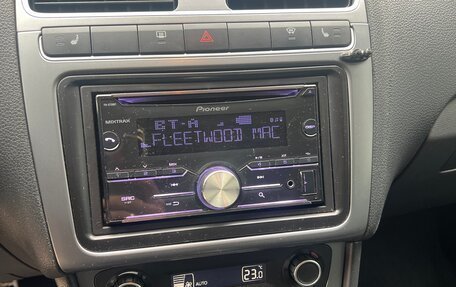 Pioneer
MIXTRAX
BT-A
FLEETWOOD MAC
SRC
AUTO
23.0